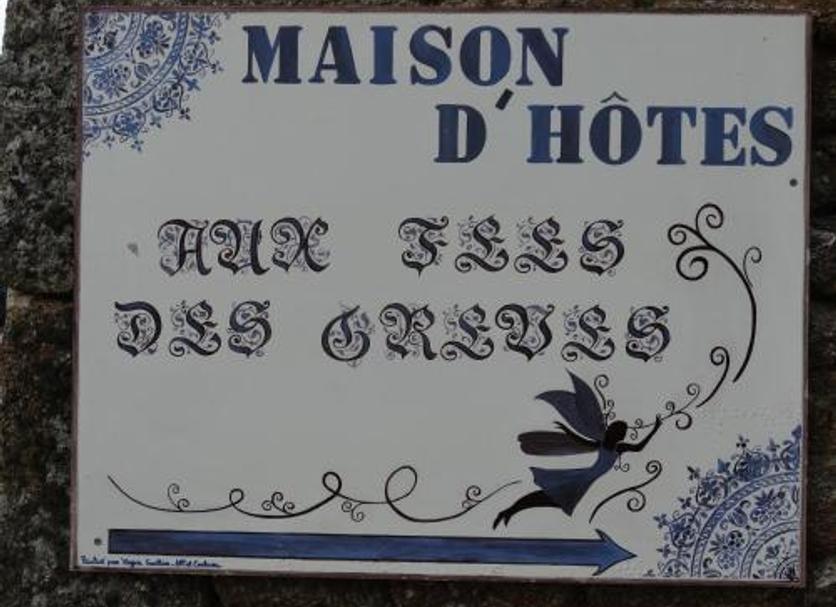 MAISON
D'HÔTES
AUX FEES
DES GREVES